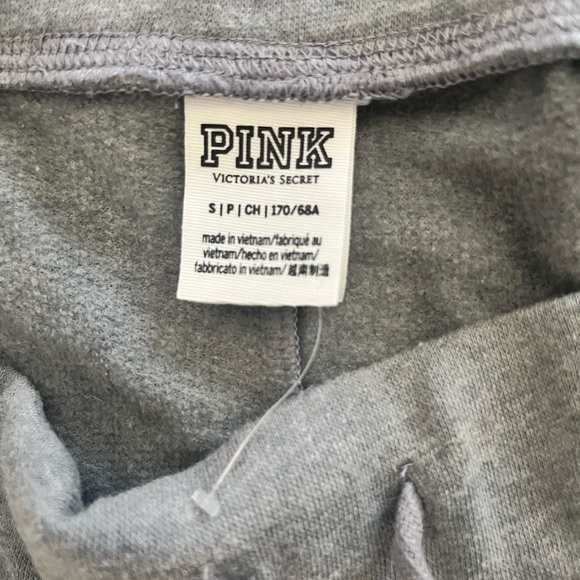 PINK
VICTORIA'S SECRET
S | P | CH | 170/68A
made in vietnam/fabriqué au
vietnam/hecho en vietnam/
fabbricato in vietnam/越南制造